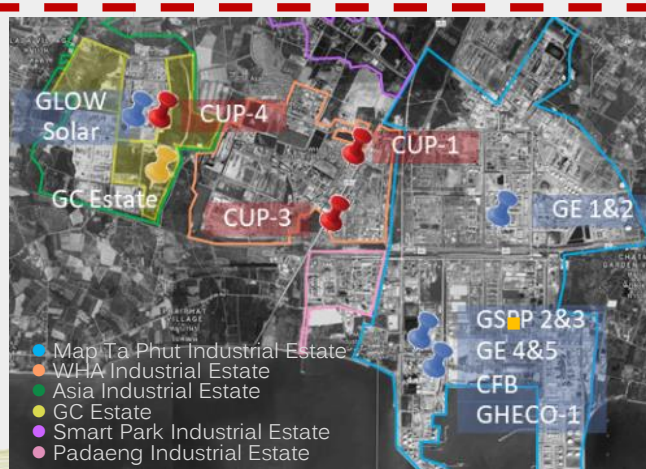 GLOW
Solar
CUP-4
CUP-1
GC Estate
CUP-3
GE 1&2
GSPP 2&3
GE 4&5
CFB
GHECO-1
Map Ta Phut Industrial Estate
WHA Industrial Estate
Asia Industrial Estate
GC Estate
Smart Park Industrial Estate
Padaeng Industrial Estate